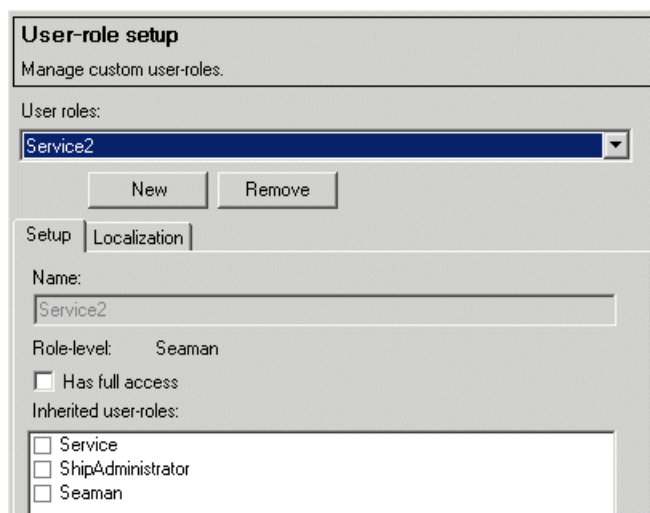 User-role setup
Manage custom user-roles.
User roles:
Service2
New Remove
Setup Localization
Name:
Service2
Role-level: Seaman
Has full access
Inherited user-roles:
Service
ShipAdministrator
Seaman